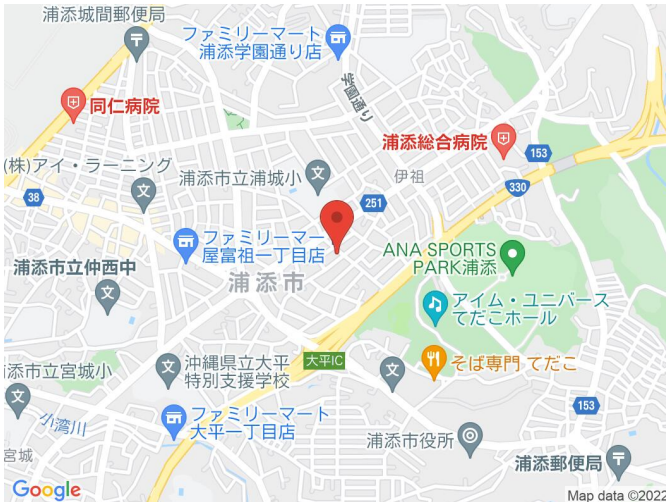 浦添城間郵便局
ファミリーマート
浦添学園通り店
学園通り
同仁病院
浦添総合病院
153
(株)アイ・ラーニング
浦添市立浦城小
伊祖
330
38
251
ファミリーマー
屋富祖一丁目店
ANA SPORTS
PARK浦添
浦添市立仲西中
浦添市
アイム・ユニバース
てだこホール
沖縄県立大平
特別支援学校
大平IC
そば専門 てだこ
市立宮城小
小湾川
ファミリーマート
大平一丁目店
153
宮城
浦添市役所
浦添郵便局
Google
Map data ©2022